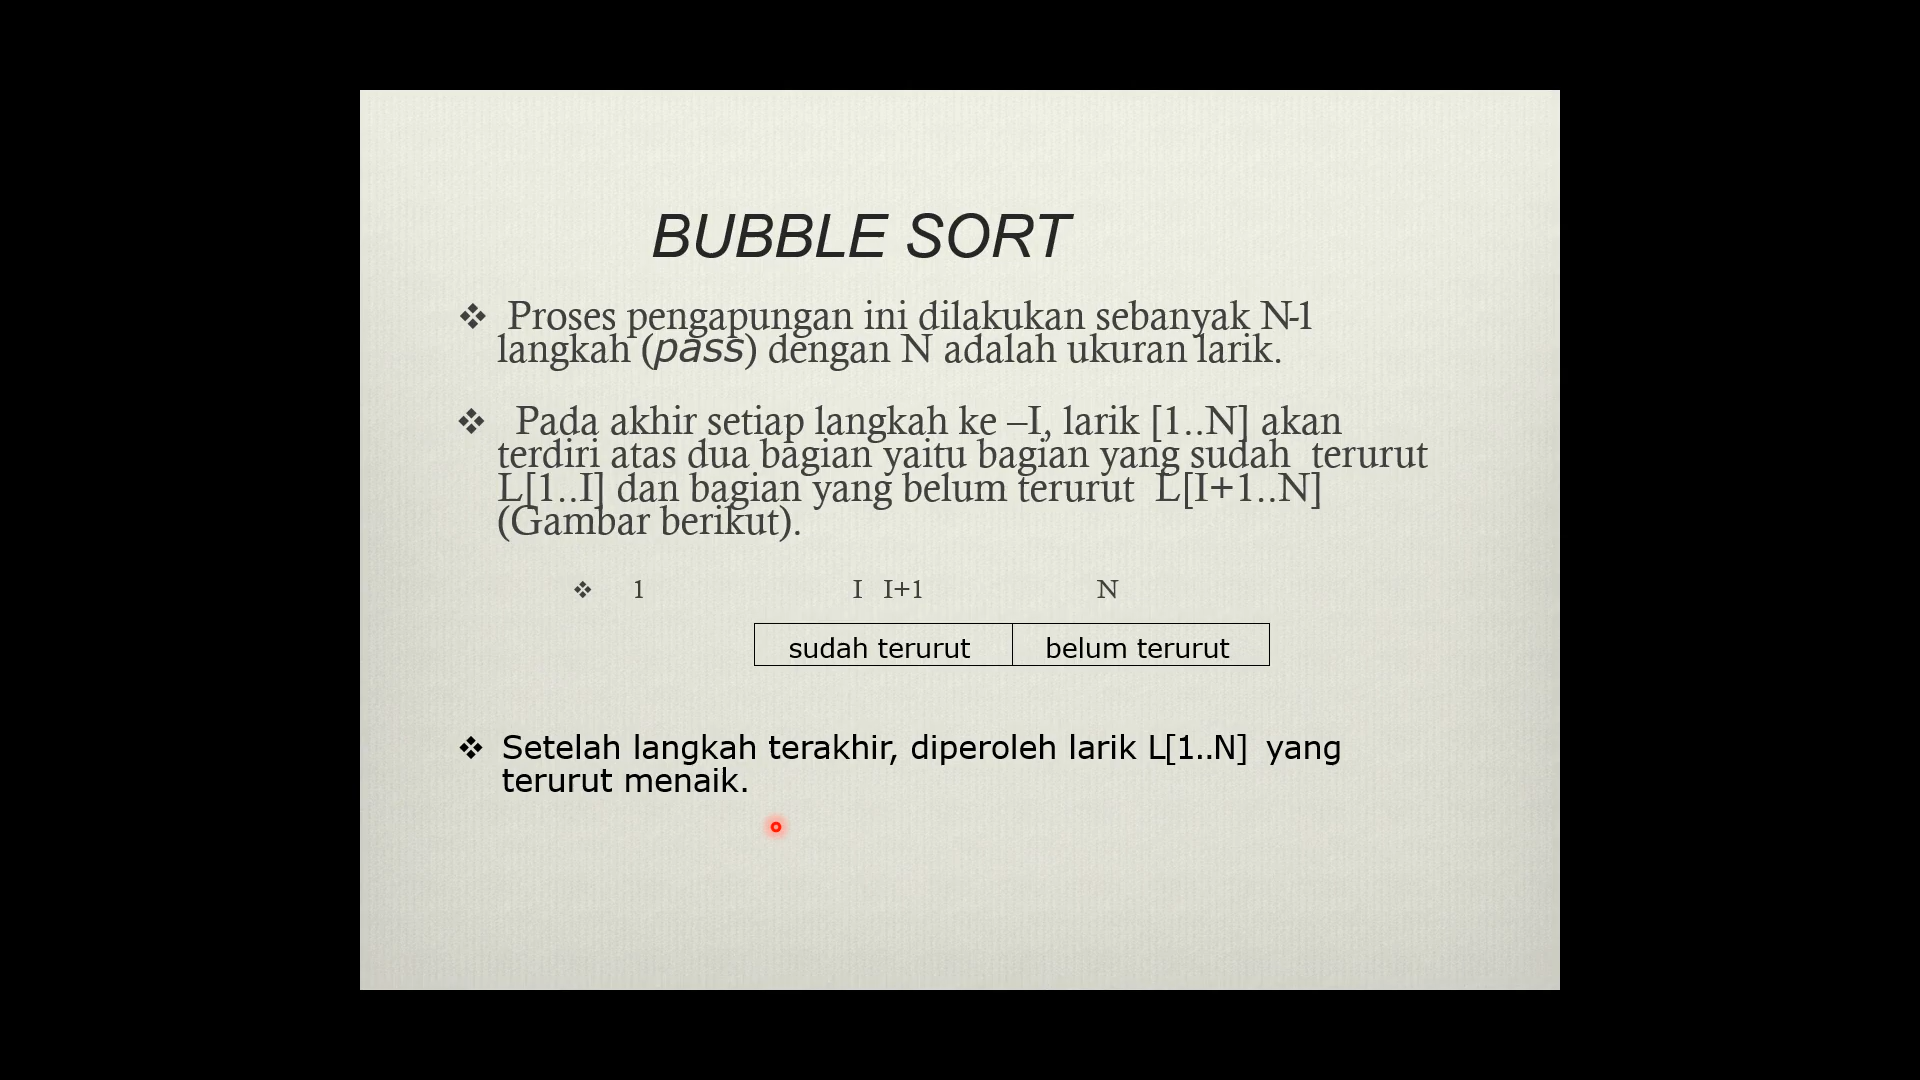 BUBBLE SORT
❖ Proses pengapungan ini dilakukan sebanyak N-1
langkah (pass) dengan N adalah ukuran larik.
❖ Pada akhir setiap langkah ke –I, larik [1..N] akan
terdiri atas dua bagian yaitu bagian yang sudah terurut
L[1..I] dan bagian yang belum terurut L[I+1..N]
(Gambar berikut).
❖ 1 I I+1 N
sudah terurut belum terurut
❖ Setelah langkah terakhir, diperoleh larik L[1..N] yang
terurut menaik.